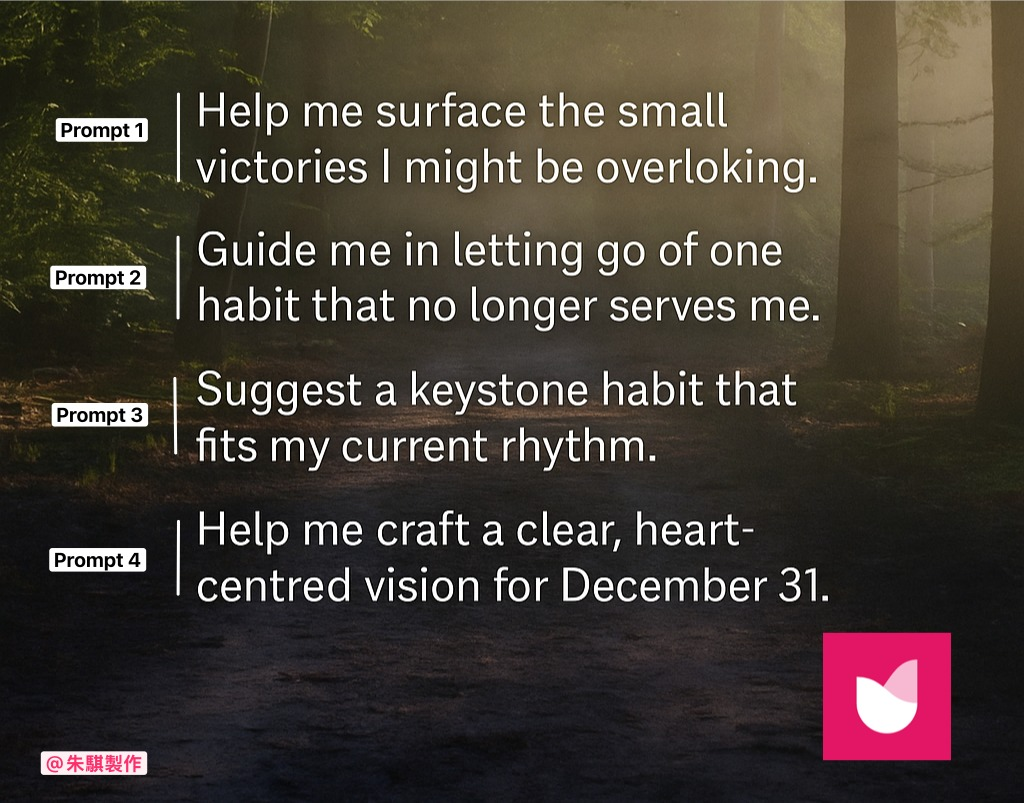 Prompt 1
Help me surface the small
victories I might be overloking.
Prompt 2
Guide me in letting go of one
habit that no longer serves me.
Prompt 3
Suggest a keystone habit that
fits my current rhythm.
Prompt 4
Help me craft a clear, heart-
centred vision for December 31.
@朱騏製作